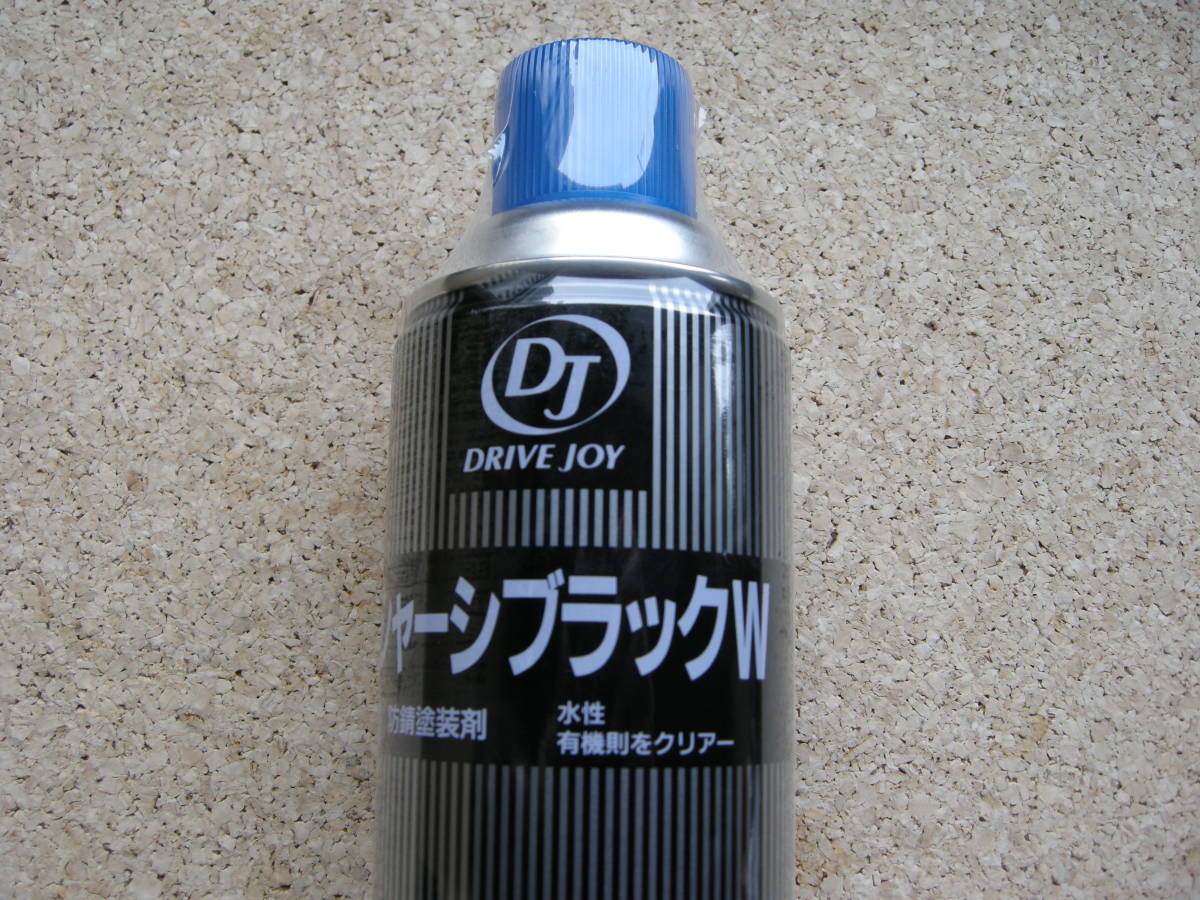 DJ
DRIVE JOY
シャーシブラックW
防錆塗装剤
水性
有機則をクリアー